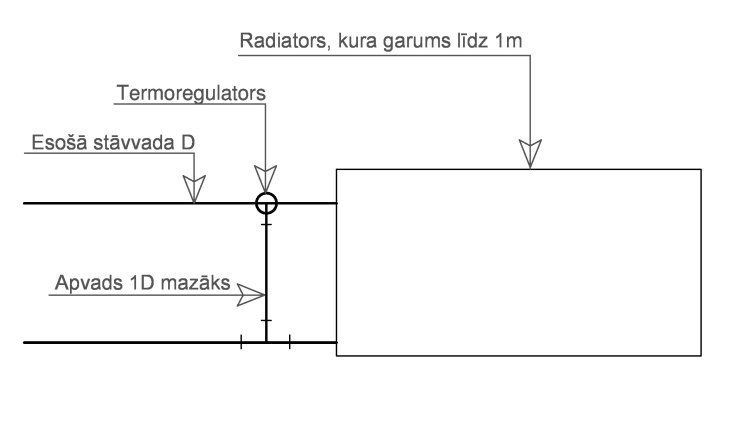 Radiators, kura garums līdz 1m
Termoregulators
Esošā stāvvada D
Apvads 1D mazāks